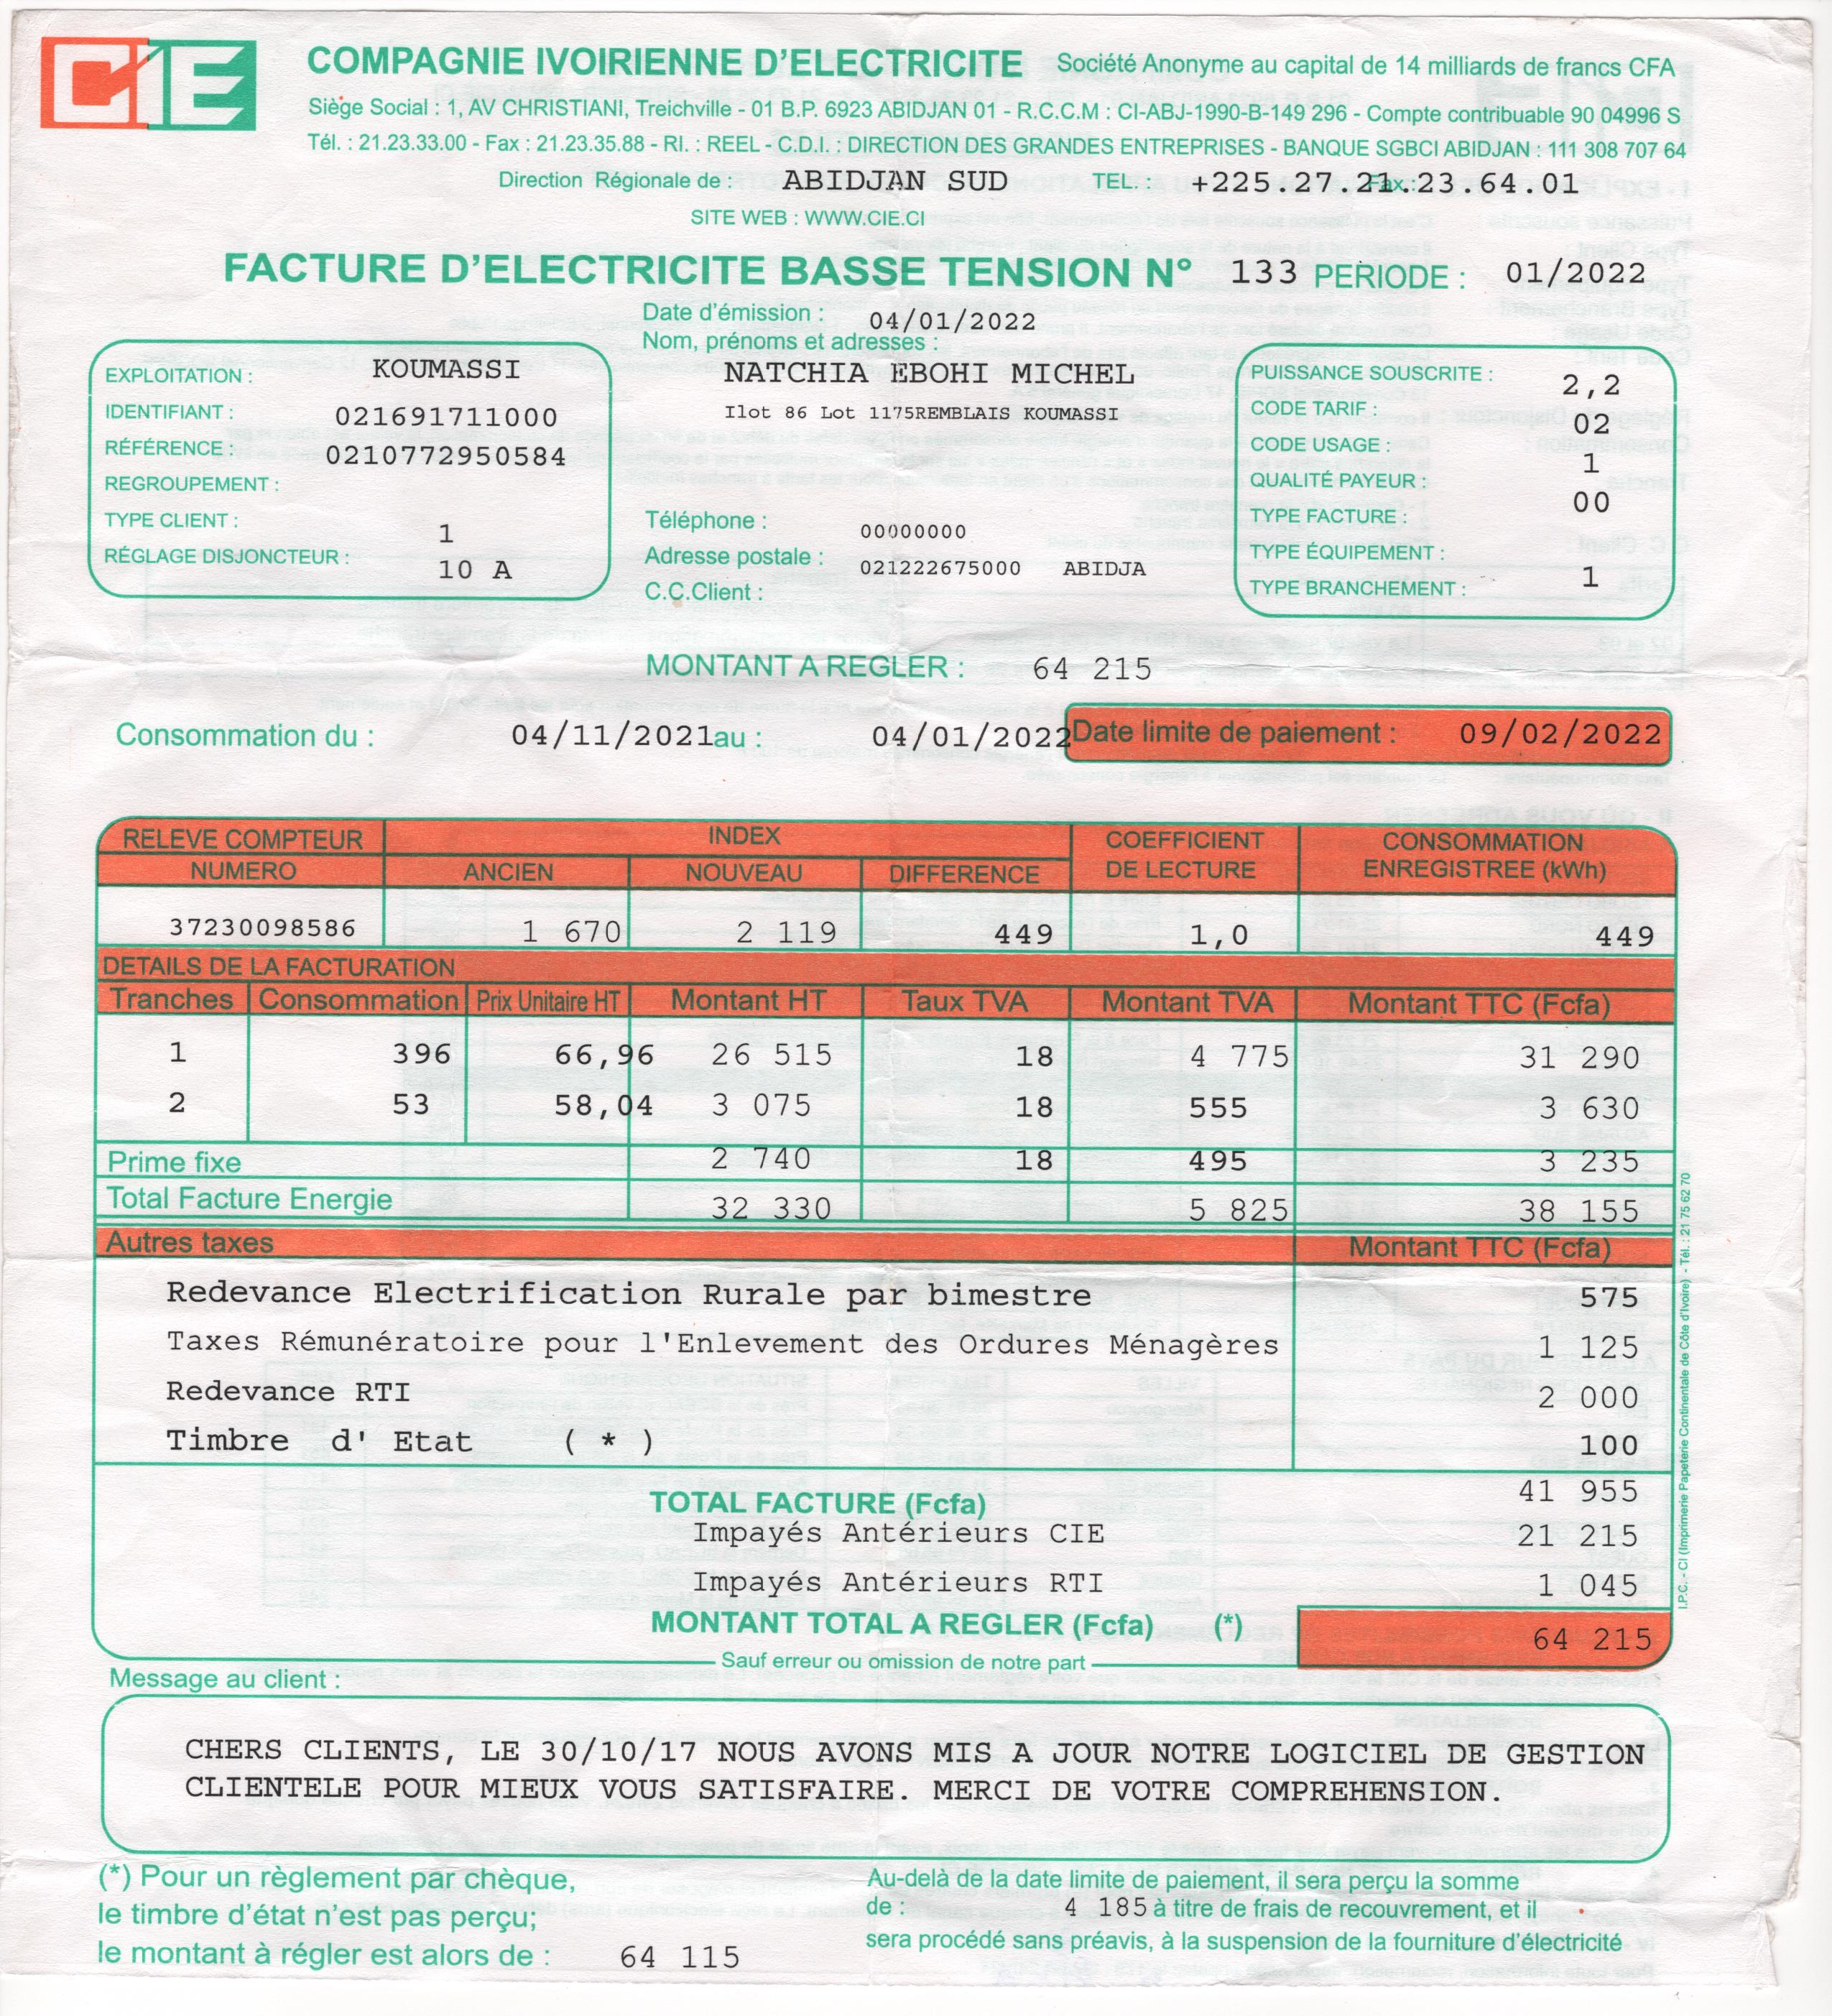 CIE
COMPAGNIE IVOIRIENNE D'ELECTRICITE Société Anonyme au capital de 14 milliards de francs CFA
Siège Social : 1, AV CHRISTIANI, Treichville - 01 B.P. 6923 ABIDJAN 01 - R.C.C.M : CI-ABJ-1990-B-149 296 - Compte contribuable 90 04996 S
Tél. : 21.23.33.00 - Fax : 21.23.35.88 - RI. : REEL - C.D.I. : DIRECTION DES GRANDES ENTREPRISES - BANQUE SGBCI ABIDJAN : 111 308 707 64
Direction Régionale de : ABIDJAN SUD TEL. : +225.27.21.23.64.01 Fax :
SITE WEB : WWW.CIE.CI
FACTURE D'ELECTRICITE BASSE TENSION N° 133 PERIODE : 01/2022
Date d'émission : 04/01/2022
Nom, prénoms et adresses :
NATCHIA EBOHI MICHEL
Ilot 86 Lot 1175REMBLAIS KOUMASSI
EXPLOITATION : KOUMASSI
IDENTIFIANT : 021691711000
RÉFÉRENCE : 0210772950584
REGROUPEMENT :
TYPE CLIENT : 1
RÉGLAGE DISJONCTEUR : 10 A
Téléphone : 00000000
Adresse postale : 021222675000 ABIDJA
C.C.Client :
PUISSANCE SOUSCRITE : 2,2
CODE TARIF : 02
CODE USAGE : 1
QUALITÉ PAYEUR : 00
TYPE FACTURE :
TYPE ÉQUIPEMENT :
TYPE BRANCHEMENT : 1
MONTANT A REGLER : 64 215
Consommation du : 04/11/2021 au : 04/01/2022 Date limite de paiement : 09/02/2022
RELEVE COMPTEUR INDEX COEFFICIENT DE LECTURE CONSOMMATION ENREGISTREE (kWh)
NUMERO ANCIEN NOUVEAU DIFFERENCE
37230098586 1 670 2 119 449 1,0 449
DETAILS DE LA FACTURATION
Tranches Consommation Prix Unitaire HT Montant HT Taux TVA Montant TVA Montant TTC (Fcfa)
1 396 66,96 26 515 18 4 775 31 290
2 53 58,04 3 075 18 555 3 630
Prime fixe 2 740 18 495 3 235
Total Facture Energie 32 330 5 825 38 155
Autres taxes Montant TTC (Fcfa)
Redevance Electrification Rurale par bimestre 575
Taxes Rémunératoire pour l'Enlevement des Ordures Ménagères 1 125
Redevance RTI 2 000
Timbre d' Etat ( * ) 100
TOTAL FACTURE (Fcfa) 41 955
Impayés Antérieurs CIE 21 215
Impayés Antérieurs RTI 1 045
MONTANT TOTAL A REGLER (Fcfa) (*) 64 215
Sauf erreur ou omission de notre part
I.P.C. - CI (Imprimerie Papeterie Continentale de Côte d'Ivoire) - Tél. : 21 75 62 70
Message au client :
CHERS CLIENTS, LE 30/10/17 NOUS AVONS MIS A JOUR NOTRE LOGICIEL DE GESTION
CLIENTELE POUR MIEUX VOUS SATISFAIRE. MERCI DE VOTRE COMPREHENSION.
(*) Pour un règlement par chèque,
le timbre d'état n'est pas perçu;
le montant à régler est alors de : 64 115
Au-delà de la date limite de paiement, il sera perçu la somme
de : 4 185 à titre de frais de recouvrement, et il
sera procédé sans préavis, à la suspension de la fourniture d'électricité